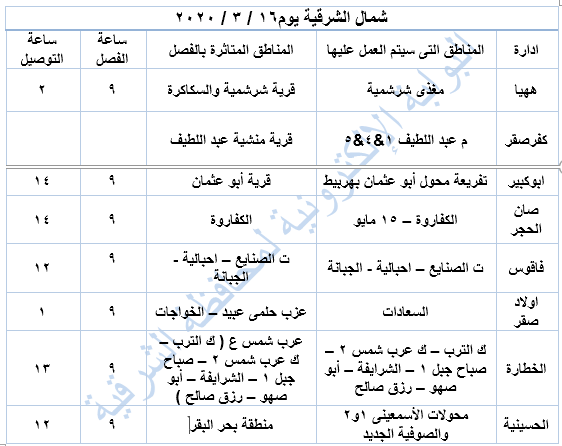 شمال الشرقية يوم ١٦ / ٣ / ٢٠٢٠
ادارة المناطق التى سيتم العمل عليها المناطق المتاثرة بالفصل ساعة الفصل ساعة التوصيل
ههيا مغذى شرشمية قرية شرشمية والسكاكرة ٩ ٢
كفرصقر م عبد اللطيف ١&٤&٥ قرية منشية عبد اللطيف
ابوكبير تفريعة محول أبو عثمان بهربيط قرية أبو عثمان ٩ ١٤
صان الحجر الكفاروة – ١٥ مايو الكفاروة ٩ ١٤
فاقوس ت الصنايع – احبالية - الجبانة ت الصنايع – احبالية - الجبانة ٩ ١٢
اولاد صقر السعادات عزب حلمى عبيد – الخواجات ٩ ١
الخطارة ك الترب – ك عرب شمس ٢ – صباح جبل ١ – الشرايفة – أبو صهو – رزق صالح عرب شمس ع ( ك الترب – ك عرب شمس ٢ – صباح جبل ١ – الشرايفة – أبو صهو – رزق صالح ) ٩ ١٣
الحسينية محولات الأسمعينى ١و٢ والصوفية الجديد منطقة بحر البقر ٩ ١٢
البوابة الإلكترونية لمحافظة الشرقية